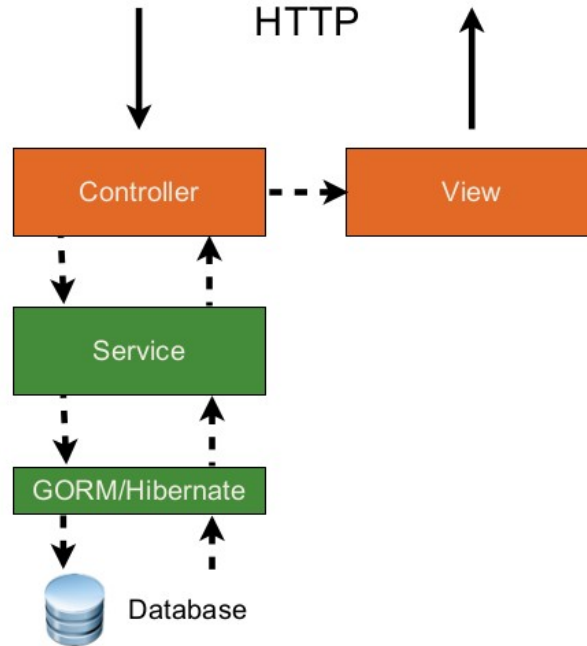 HTTP
Controller
View
Service
GORM/Hibernate
Database